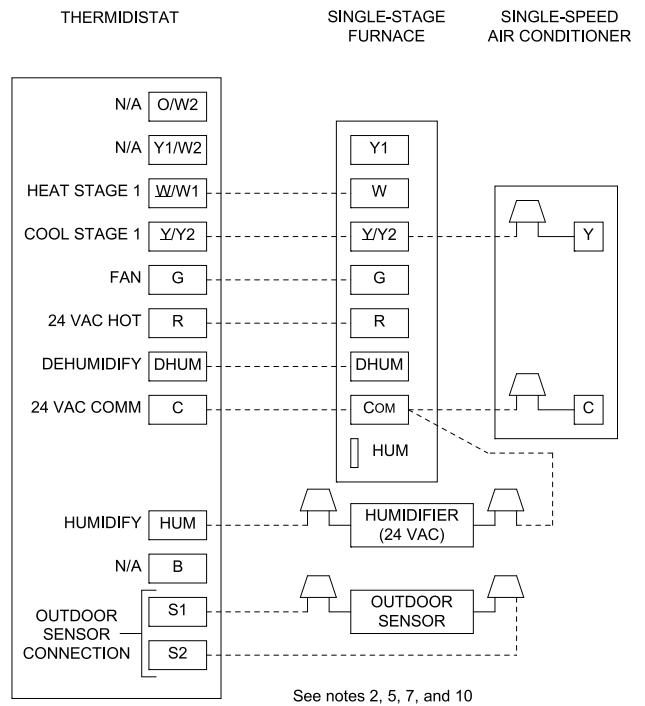 THERMIDISTAT
SINGLE-STAGE
FURNACE
SINGLE-SPEED
AIR CONDITIONER
N/A O/W2
N/A Y1/W2 Y1
HEAT STAGE 1 W/W1 W
COOL STAGE 1 Y/Y2 Y/Y2 Y
FAN G G
24 VAC HOT R R
DEHUMIDIFY DHUM DHUM
24 VAC COMM C COM C
HUM
HUMIDIFY HUM
HUMIDIFIER
(24 VAC)
N/A B
OUTDOOR
SENSOR
CONNECTION
S1
S2
OUTDOOR
SENSOR
See notes 2, 5, 7, and 10